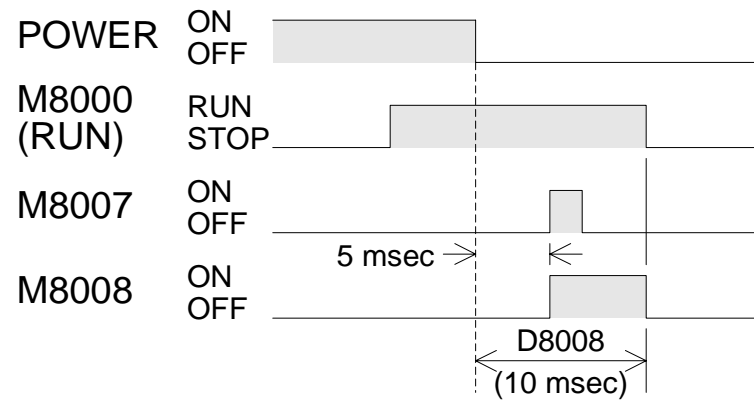 POWER ON
OFF
M8000 RUN
(RUN) STOP
M8007 ON
OFF
5 msec
M8008 ON
OFF
D8008
(10 msec)